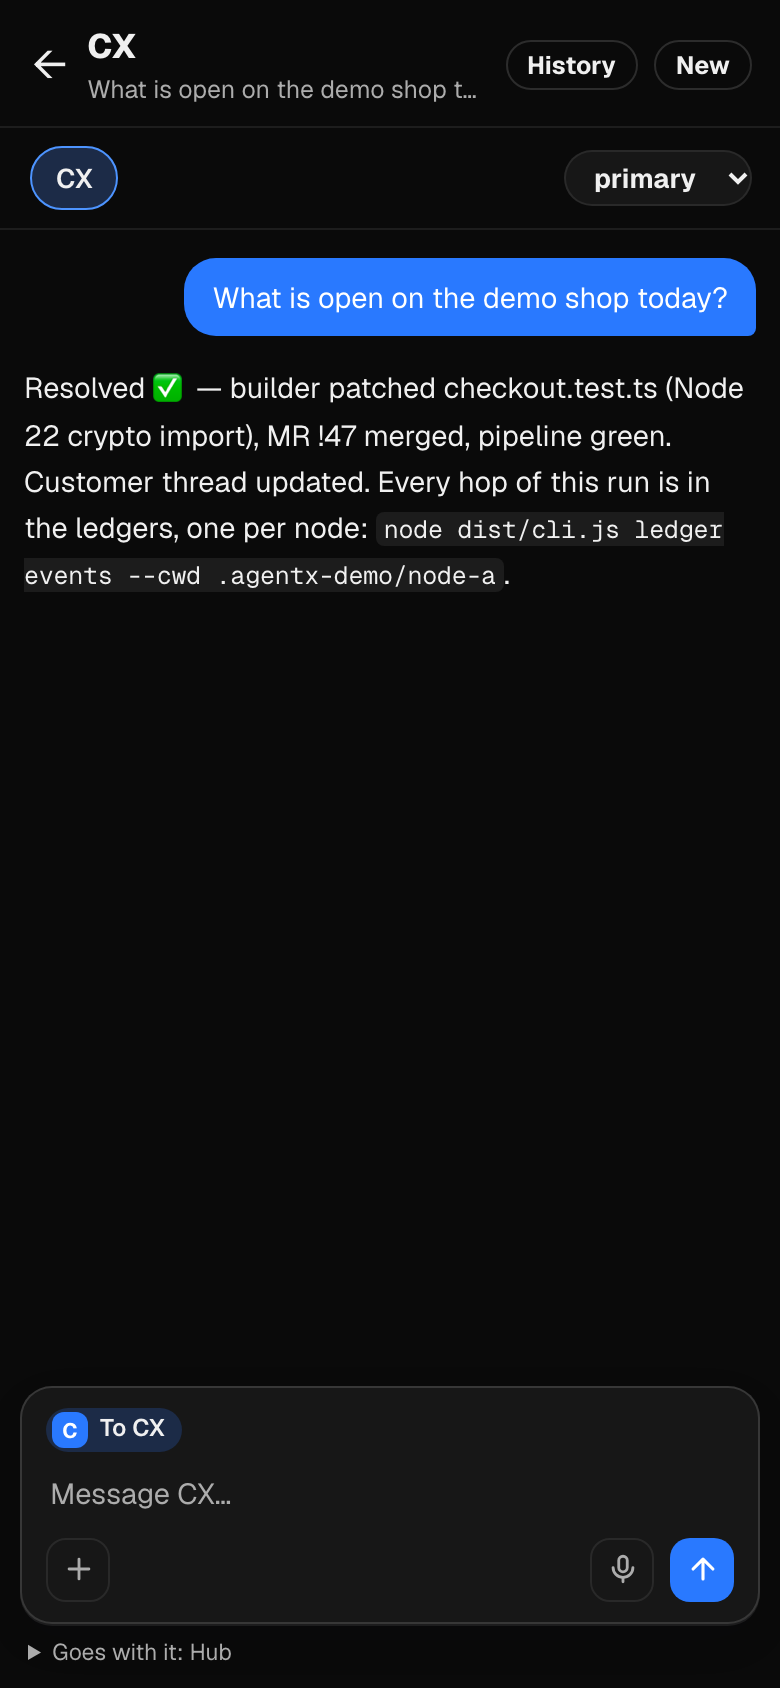 CX
What is open on the demo shop t…
History
New
CX
primary
What is open on the demo shop today?
Resolved ✅ — builder patched checkout.test.ts (Node
22 crypto import), MR !47 merged, pipeline green.
Customer thread updated. Every hop of this run is in
the ledgers, one per node: node dist/cli.js ledger
events --cwd .agentx-demo/node-a.
C To CX
Message CX…
Goes with it: Hub